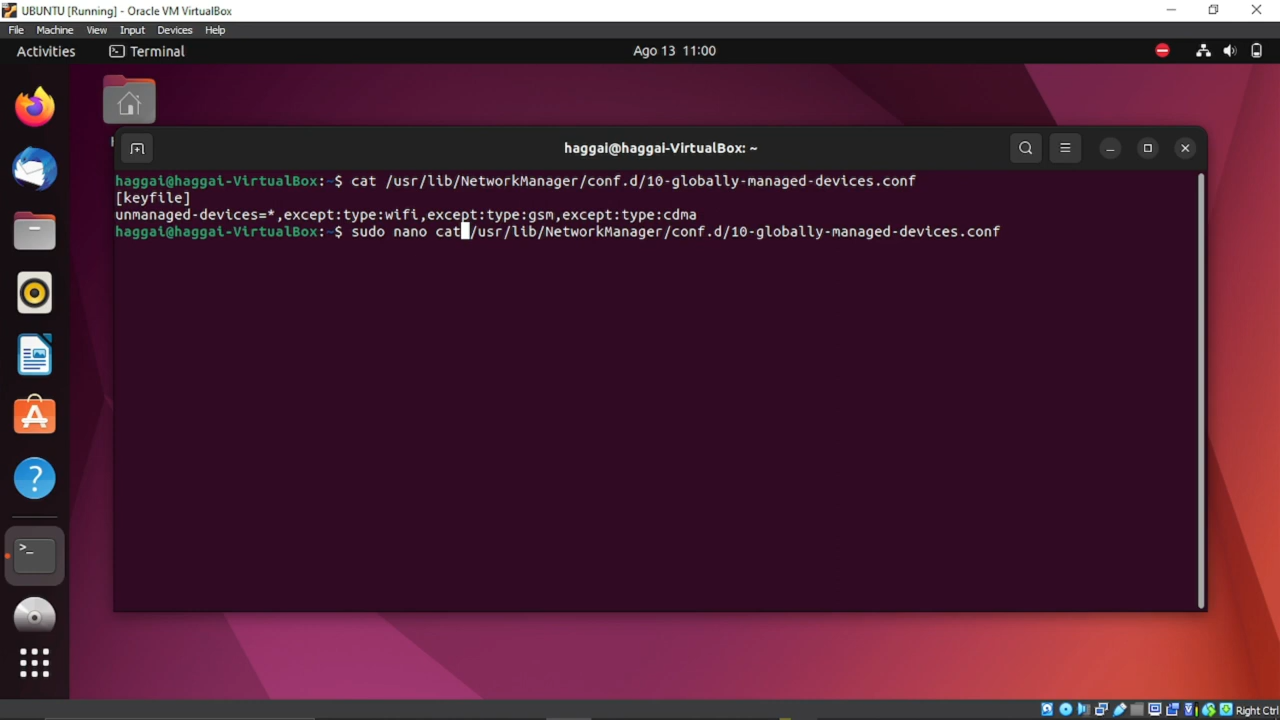 UBUNTU [Running] - Oracle VM VirtualBox
File Machine View Input Devices Help
Activities Terminal Ago 13 11:00
haggai@haggai-VirtualBox: ~
haggai@haggai-VirtualBox:~$ cat /usr/lib/NetworkManager/conf.d/10-globally-managed-devices.conf
[keyfile]
unmanaged-devices=*,except:type:wifi,except:type:gsm,except:type:cdma
haggai@haggai-VirtualBox:~$ sudo nano cat /usr/lib/NetworkManager/conf.d/10-globally-managed-devices.conf
Right Ctrl